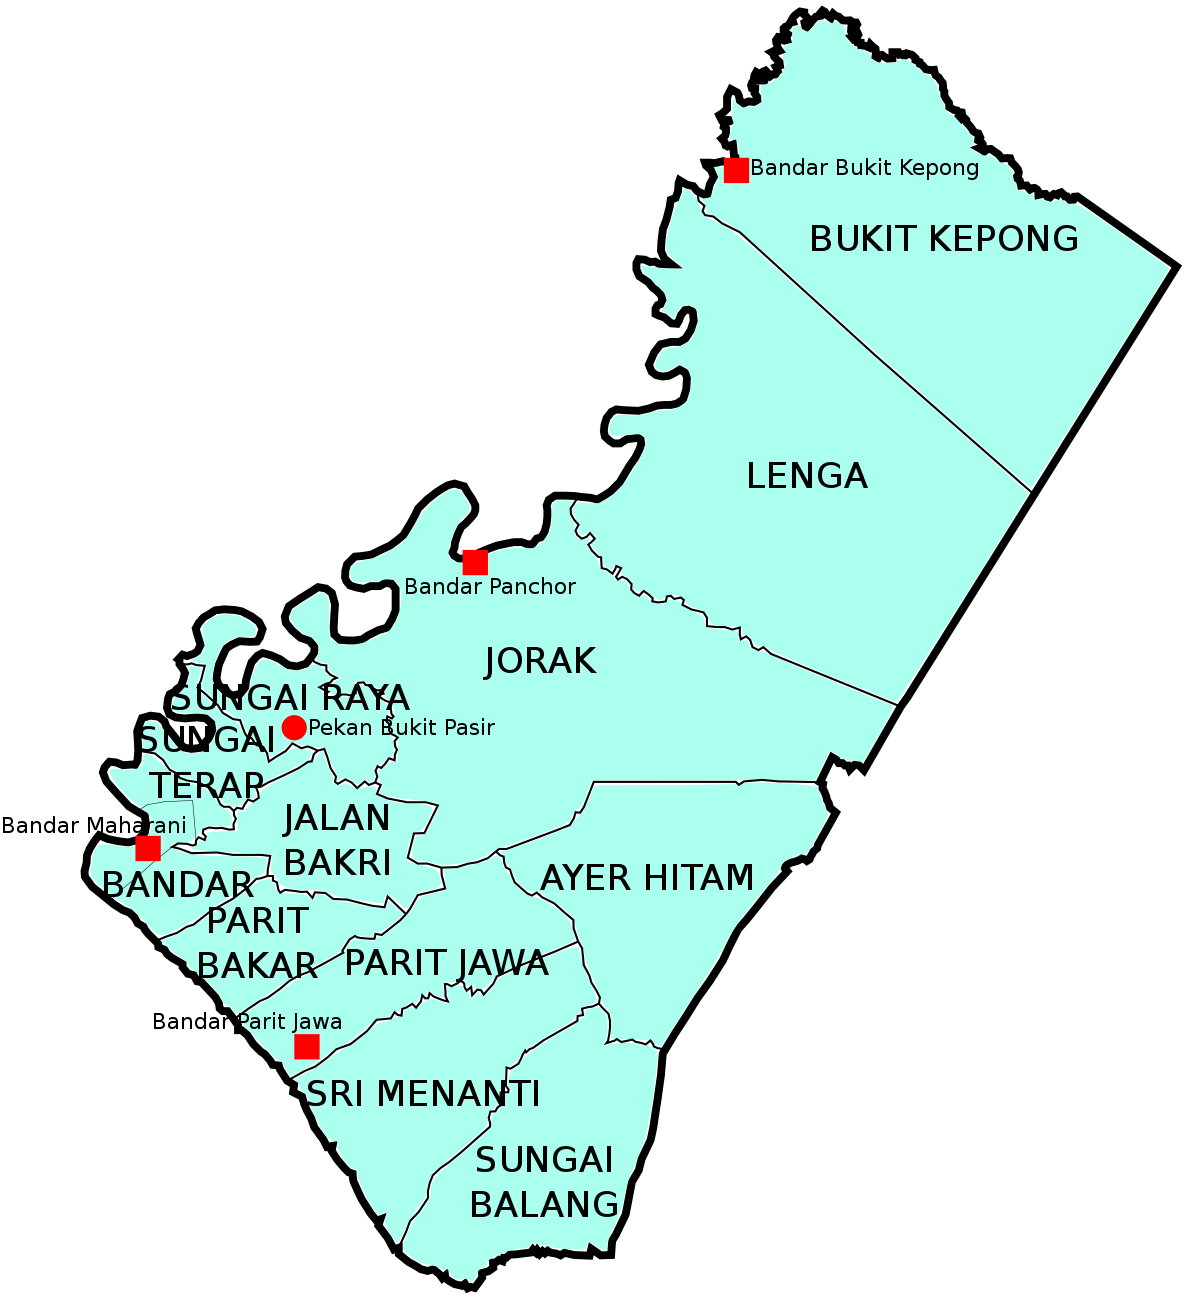 Bandar Bukit Kepong
BUKIT KEPONG
LENGA
Bandar Panchor
JORAK
SUNGAI RAYA
Pekan Bukit Pasir
SUNGAI
TERAP
JALAN
BAKRI
Bandar Maharani
BANDAR
AYER HITAM
PARIT
BAKAR
PARIT JAWA
Bandar Parit Jawa
SRI MENANTI
SUNGAI
BALANG